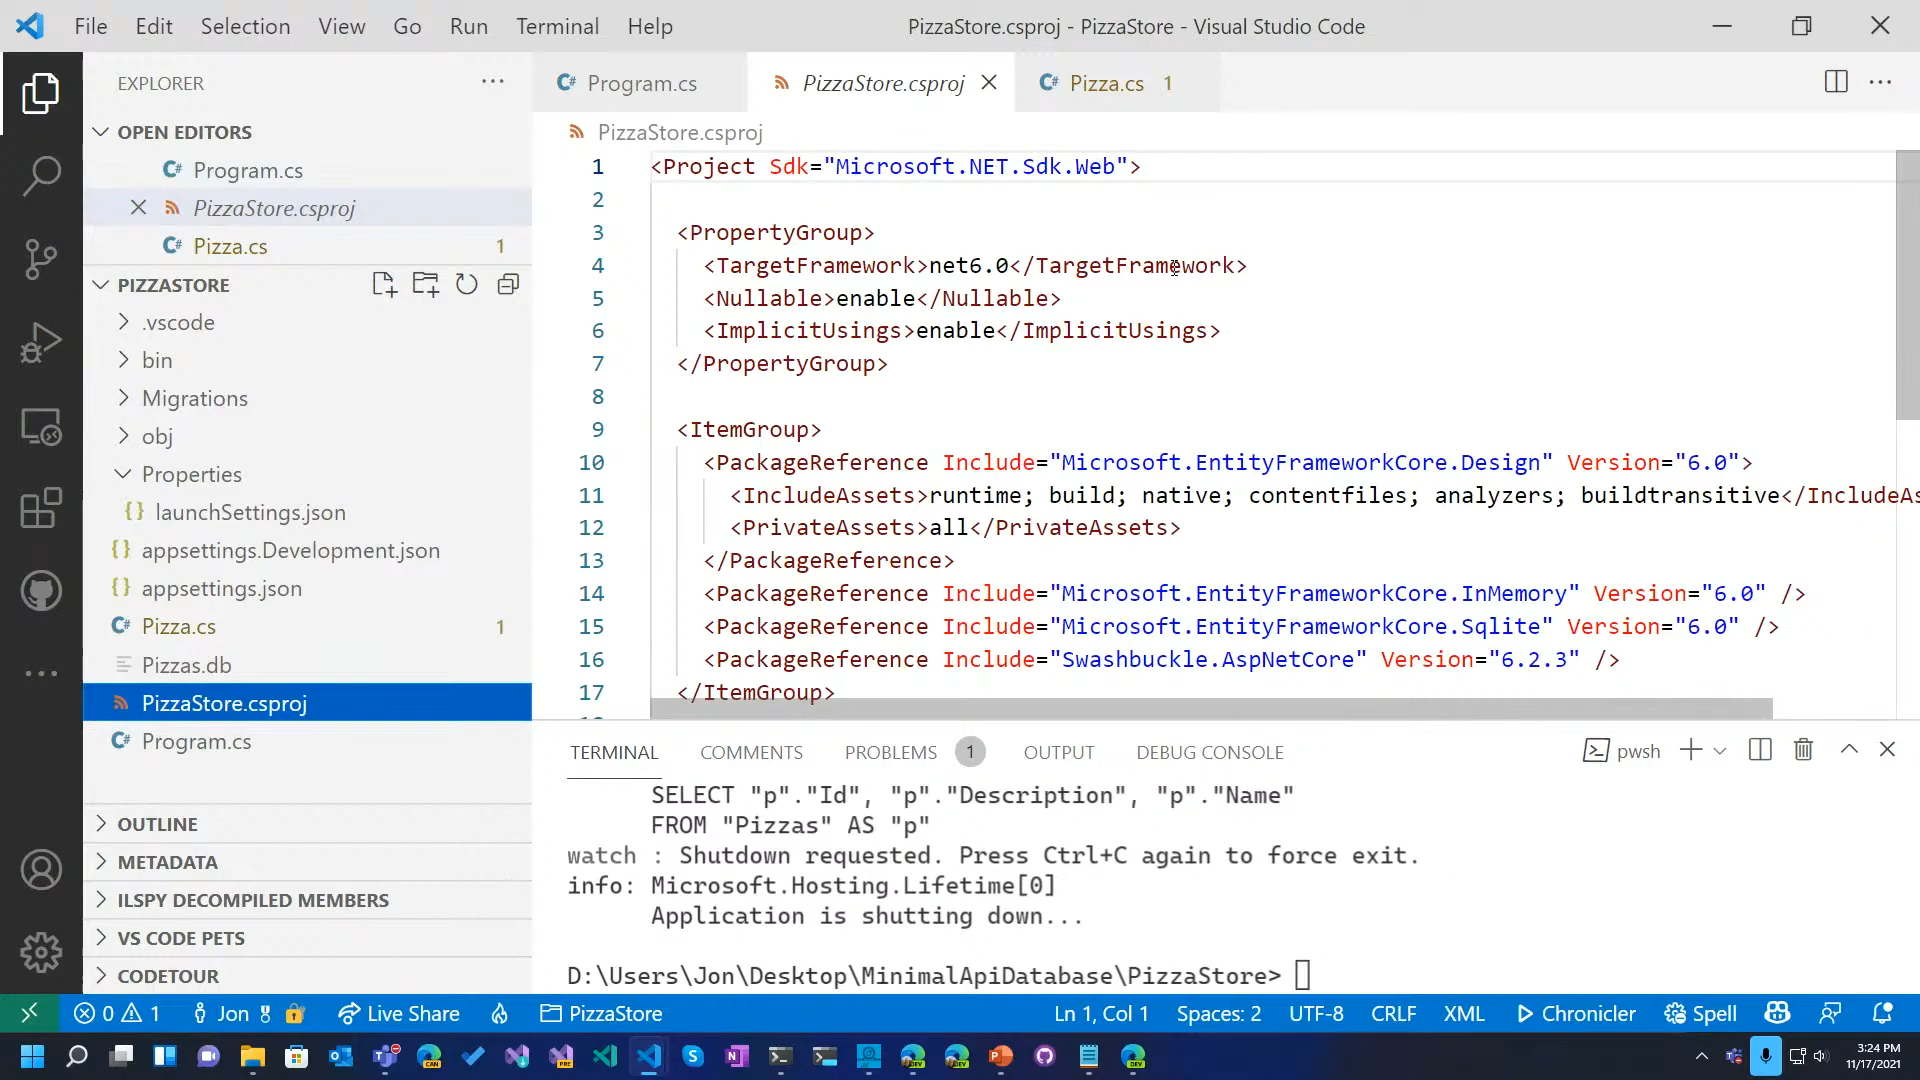 File Edit Selection View Go Run Terminal Help
PizzaStore.csproj - PizzaStore - Visual Studio Code
EXPLORER
OPEN EDITORS
C# Program.cs
PizzaStore.csproj
C# Pizza.cs 1
PIZZASTORE
.vscode
bin
Migrations
obj
Properties
{} launchSettings.json
{} appsettings.Development.json
{} appsettings.json
C# Pizza.cs 1
Pizzas.db
PizzaStore.csproj
C# Program.cs
OUTLINE
METADATA
ILSPY DECOMPILED MEMBERS
VS CODE PETS
CODETOUR
C# Program.cs PizzaStore.csproj C# Pizza.cs 1
PizzaStore.csproj
1 <Project Sdk="Microsoft.NET.Sdk.Web">
2
3 <PropertyGroup>
4 <TargetFramework>net6.0</TargetFramework>
5 <Nullable>enable</Nullable>
6 <ImplicitUsings>enable</ImplicitUsings>
7 </PropertyGroup>
8
9 <ItemGroup>
10 <PackageReference Include="Microsoft.EntityFrameworkCore.Design" Version="6.0">
11 <IncludeAssets>runtime; build; native; contentfiles; analyzers; buildtransitive</IncludeAs
12 <PrivateAssets>all</PrivateAssets>
13 </PackageReference>
14 <PackageReference Include="Microsoft.EntityFrameworkCore.InMemory" Version="6.0" />
15 <PackageReference Include="Microsoft.EntityFrameworkCore.Sqlite" Version="6.0" />
16 <PackageReference Include="Swashbuckle.AspNetCore" Version="6.2.3" />
17 </ItemGroup>
TERMINAL COMMENTS PROBLEMS 1 OUTPUT DEBUG CONSOLE pwsh
SELECT "p"."Id", "p"."Description", "p"."Name"
FROM "Pizzas" AS "p"
watch : Shutdown requested. Press Ctrl+C again to force exit.
info: Microsoft.Hosting.Lifetime[0]
Application is shutting down...
D:\Users\Jon\Desktop\MinimalApiDatabase\PizzaStore>
0 1 Jon Live Share PizzaStore Ln 1, Col 1 Spaces: 2 UTF-8 CRLF XML Chronicler Spell
3:24 PM
11/17/2021